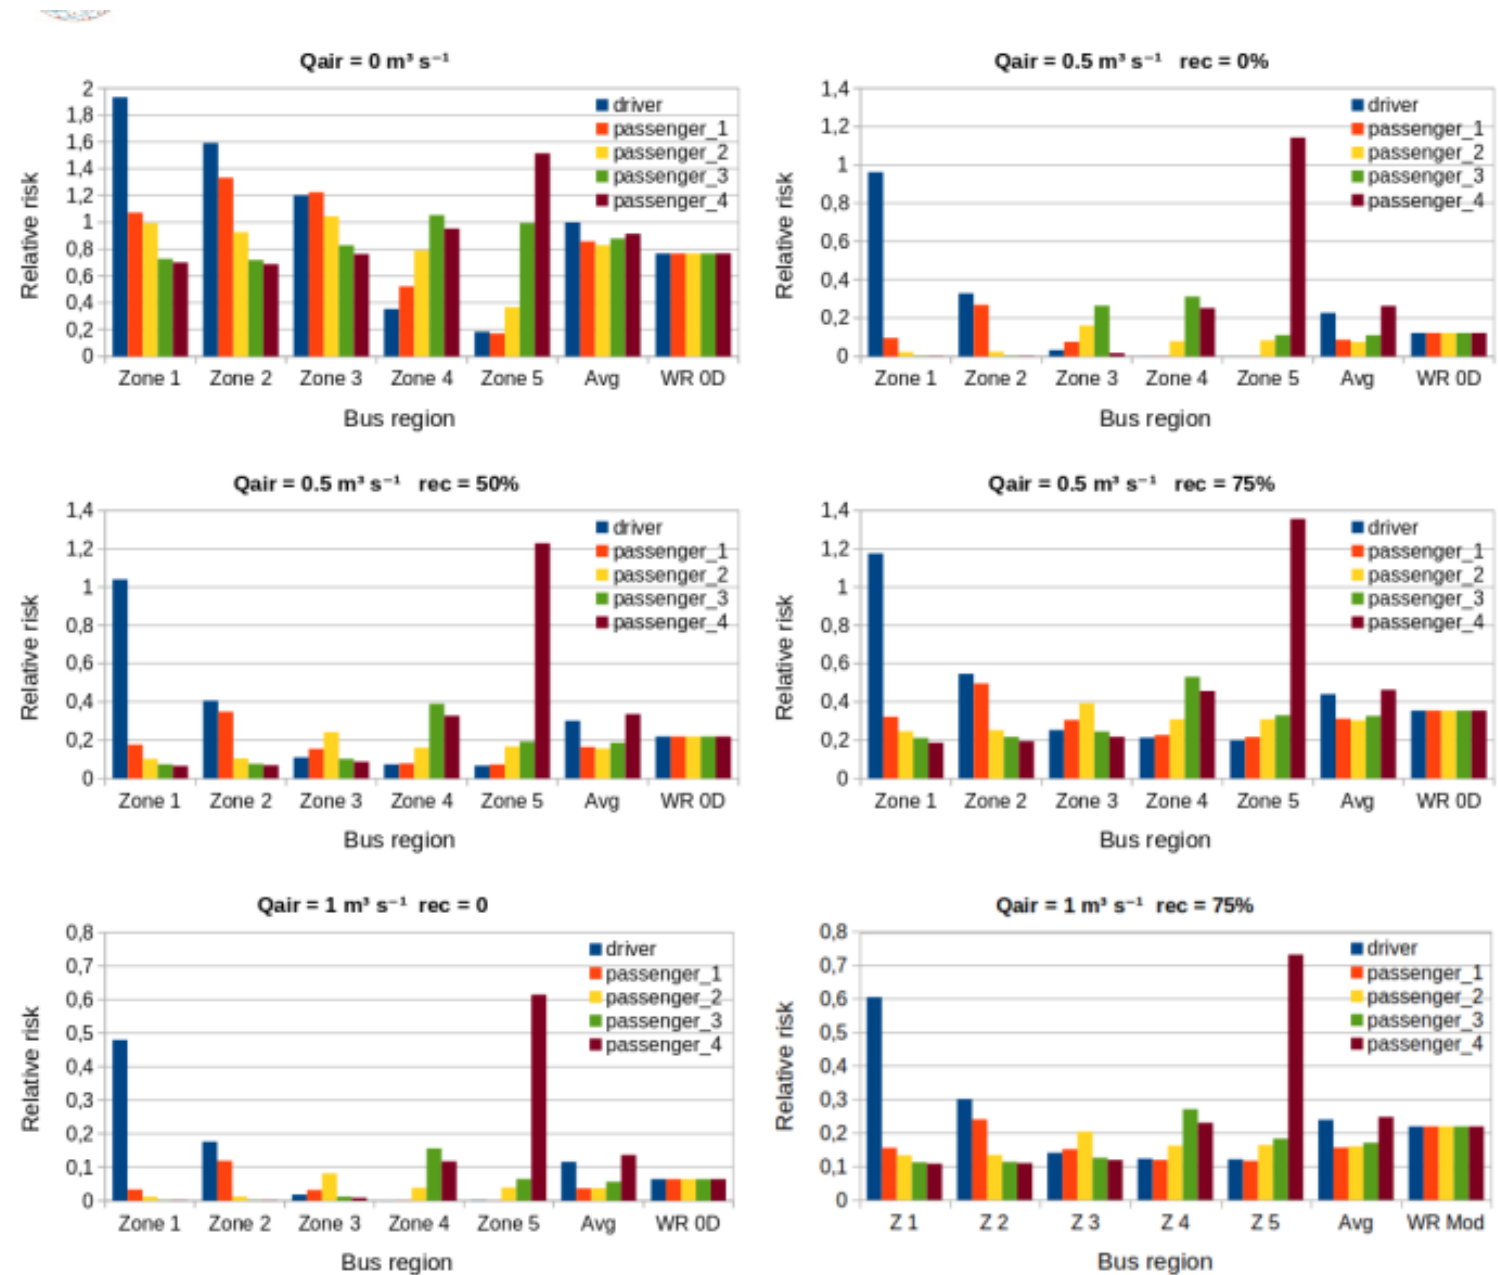 Qair = 0 m³ s⁻¹
Relative risk
2
1,8
1,6
1,4
1,2
1
0,8
0,6
0,4
0,2
0
driver
passenger_1
passenger_2
passenger_3
passenger_4
Zone 1 Zone 2 Zone 3 Zone 4 Zone 5 Avg WR 0D
Bus region
Qair = 0.5 m³ s⁻¹ rec = 0%
Relative risk
1,4
1,2
1
0,8
0,6
0,4
0,2
0
driver
passenger_1
passenger_2
passenger_3
passenger_4
Zone 1 Zone 2 Zone 3 Zone 4 Zone 5 Avg WR 0D
Bus region
Qair = 0.5 m³ s⁻¹ rec = 50%
Relative risk
1,4
1,2
1
0,8
0,6
0,4
0,2
0
driver
passenger_1
passenger_2
passenger_3
passenger_4
Zone 1 Zone 2 Zone 3 Zone 4 Zone 5 Avg WR 0D
Bus region
Qair = 0.5 m³ s⁻¹ rec = 75%
Relative risk
1,4
1,2
1
0,8
0,6
0,4
0,2
0
driver
passenger_1
passenger_2
passenger_3
passenger_4
Zone 1 Zone 2 Zone 3 Zone 4 Zone 5 Avg WR 0D
Bus region
Qair = 1 m³ s⁻¹ rec = 0
Relative risk
0,8
0,7
0,6
0,5
0,4
0,3
0,2
0,1
0
driver
passenger_1
passenger_2
passenger_3
passenger_4
Zone 1 Zone 2 Zone 3 Zone 4 Zone 5 Avg WR 0D
Bus region
Qair = 1 m³ s⁻¹ rec = 75%
Relative risk
0,8
0,7
0,6
0,5
0,4
0,3
0,2
0,1
0
driver
passenger_1
passenger_2
passenger_3
passenger_4
Z 1 Z 2 Z 3 Z 4 Z 5 Avg WR Mod
Bus region